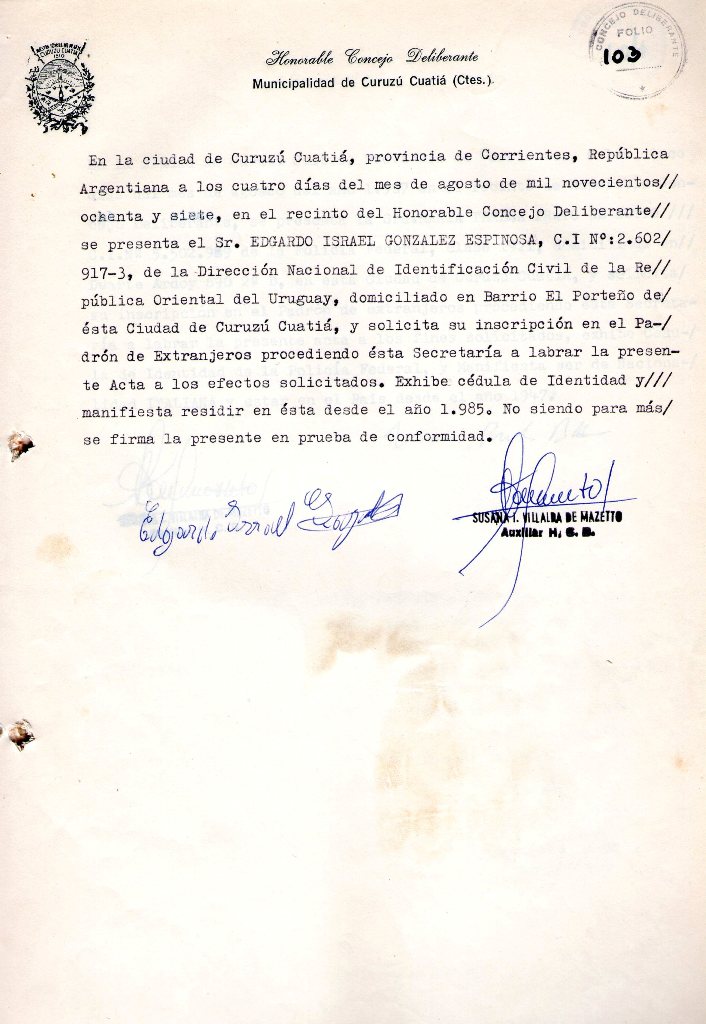 CURUZU CUATIA
1810
Honorable Concejo Deliberante
Municipalidad de Curuzú Cuatiá (Ctes.)
CONCEJO DELIBERANTE
FOLIO
103
En la ciudad de Curuzú Cuatiá, provincia de Corrientes, República
Argentiana a los cuatro días del mes de agosto de mil novecientos//
ochenta y siete, en el recinto del Honorable Concejo Deliberante//
se presenta el Sr. EDGARDO ISRAEL GONZALEZ ESPINOSA, C.I Nº:2.602/
917-3, de la Dirección Nacional de Identificación Civil de la Re//
pública Oriental del Uruguay, domiciliado en Barrio El Porteño de/
ésta Ciudad de Curuzú Cuatiá, y solicita su inscripción en el Pa-/
drón de Extranjeros procediendo ésta Secretaría a labrar la presen-
te Acta a los efectos solicitados. Exhibe cédula de Identidad y///
manifiesta residir en ésta desde el año 1.985. No siendo para más/
se firma la presente en prueba de conformidad.
Edgardo Israel
SUSANA I. VILLALBA DE MAZETTO
Auxiliar H. C. D.